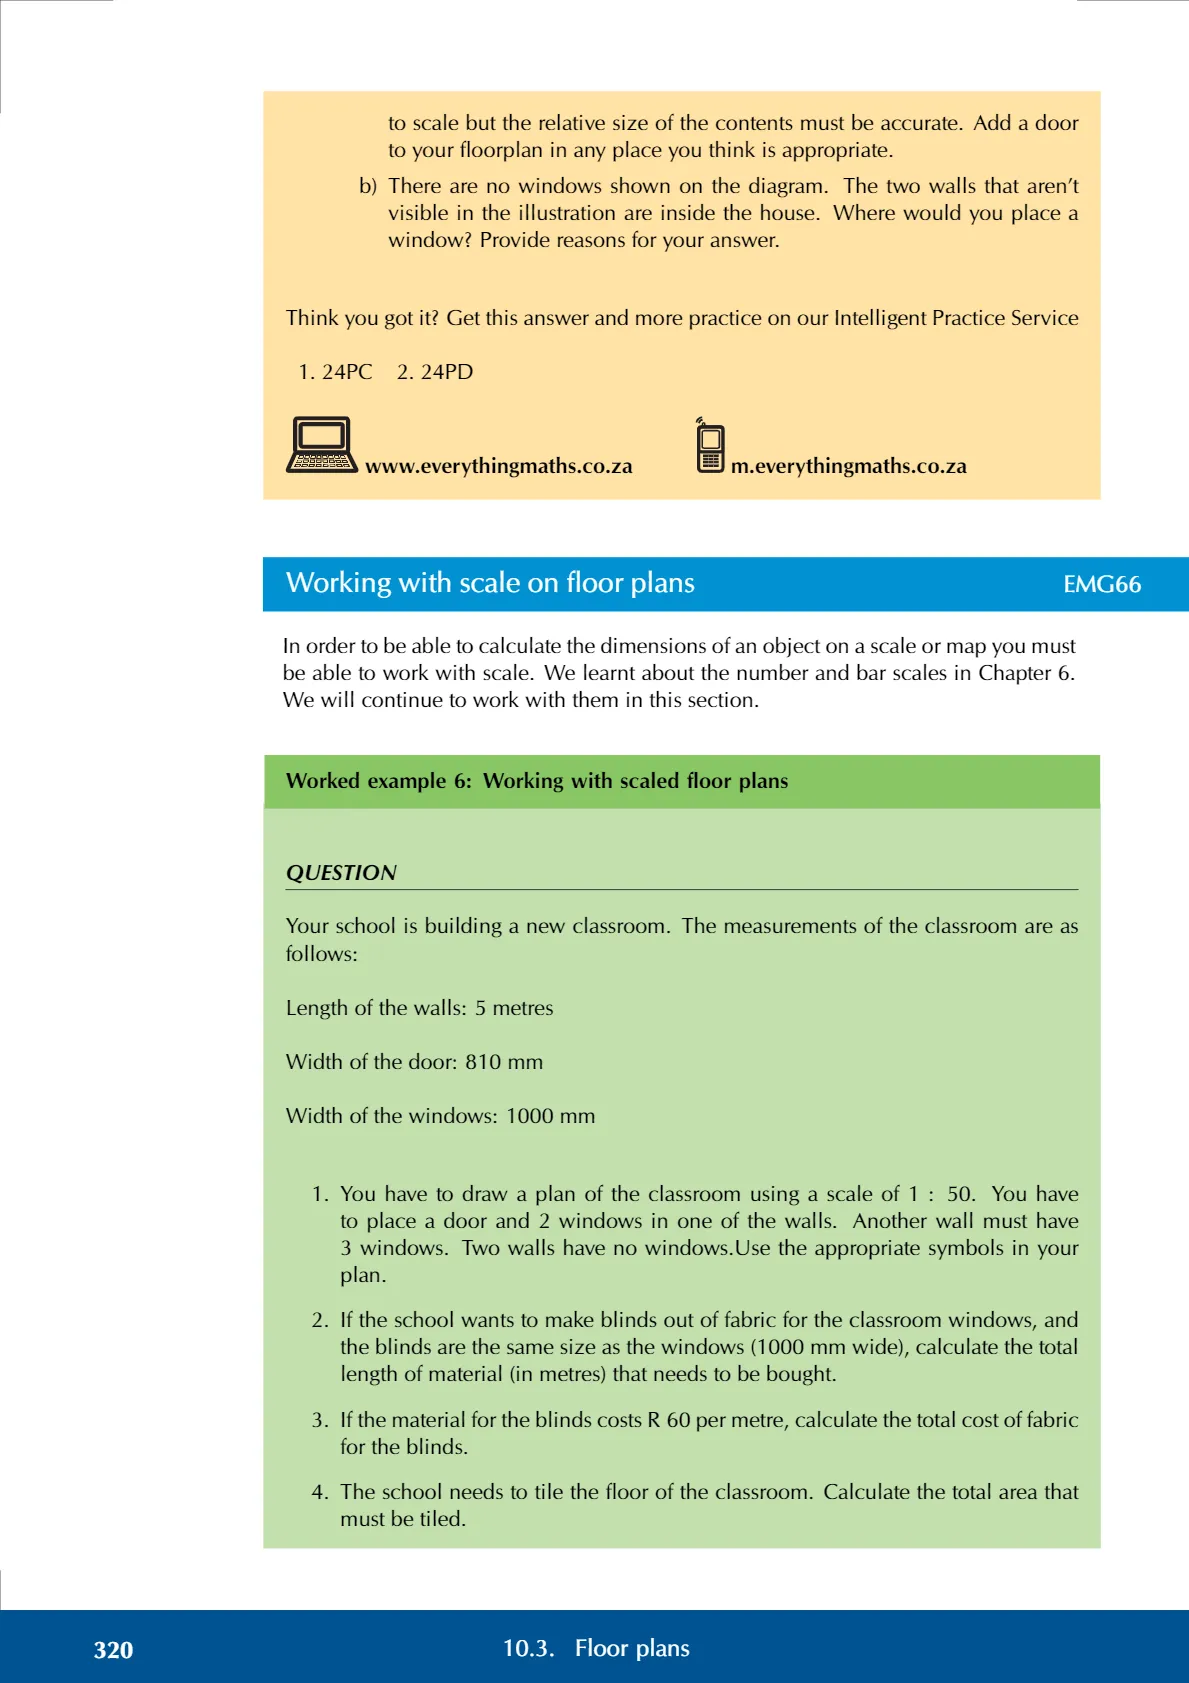 to scale but the relative size of the contents must be accurate. Add a door
to your floorplan in any place you think is appropriate.
b) There are no windows shown on the diagram. The two walls that aren't
visible in the illustration are inside the house. Where would you place a
window? Provide reasons for your answer.
Think you got it? Get this answer and more practice on our Intelligent Practice Service
1. 24PC 2. 24PD
www.everythingmaths.co.za m.everythingmaths.co.za
Working with scale on floor plans EMG66
In order to be able to calculate the dimensions of an object on a scale or map you must
be able to work with scale. We learnt about the number and bar scales in Chapter 6.
We will continue to work with them in this section.
Worked example 6: Working with scaled floor plans
QUESTION
Your school is building a new classroom. The measurements of the classroom are as
follows:
Length of the walls: 5 metres
Width of the door: 810 mm
Width of the windows: 1000 mm
1. You have to draw a plan of the classroom using a scale of 1 : 50. You have
to place a door and 2 windows in one of the walls. Another wall must have
3 windows. Two walls have no windows.Use the appropriate symbols in your
plan.
2. If the school wants to make blinds out of fabric for the classroom windows, and
the blinds are the same size as the windows (1000 mm wide), calculate the total
length of material (in metres) that needs to be bought.
3. If the material for the blinds costs R 60 per metre, calculate the total cost of fabric
for the blinds.
4. The school needs to tile the floor of the classroom. Calculate the total area that
must be tiled.
320 10.3. Floor plans